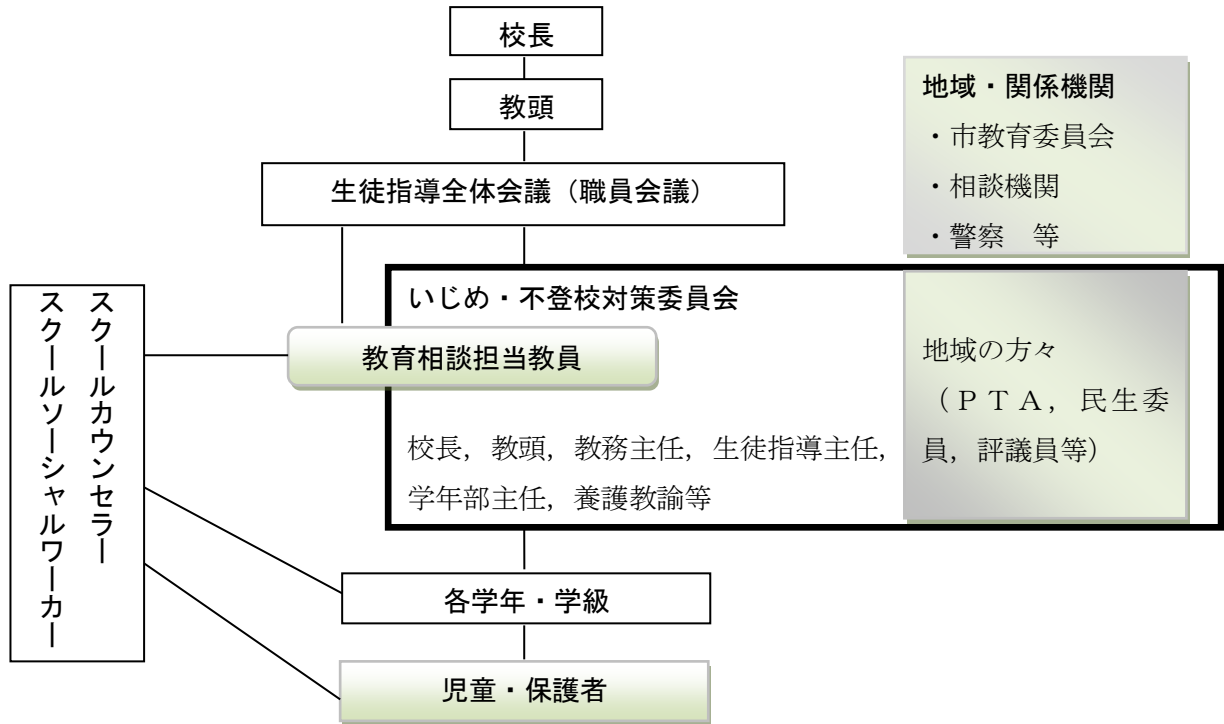 校長
教頭
生徒指導全体会議（職員会議）
地域・関係機関
・市教育委員会
・相談機関
・警察　等
スクールカウンセラー
スクールソーシャルワーカー
いじめ・不登校対策委員会
教育相談担当教員
校長，教頭，教務主任，生徒指導主任，
学年部主任，養護教諭等
地域の方々
（ＰＴＡ，民生委
員，評議員等）
各学年・学級
児童・保護者